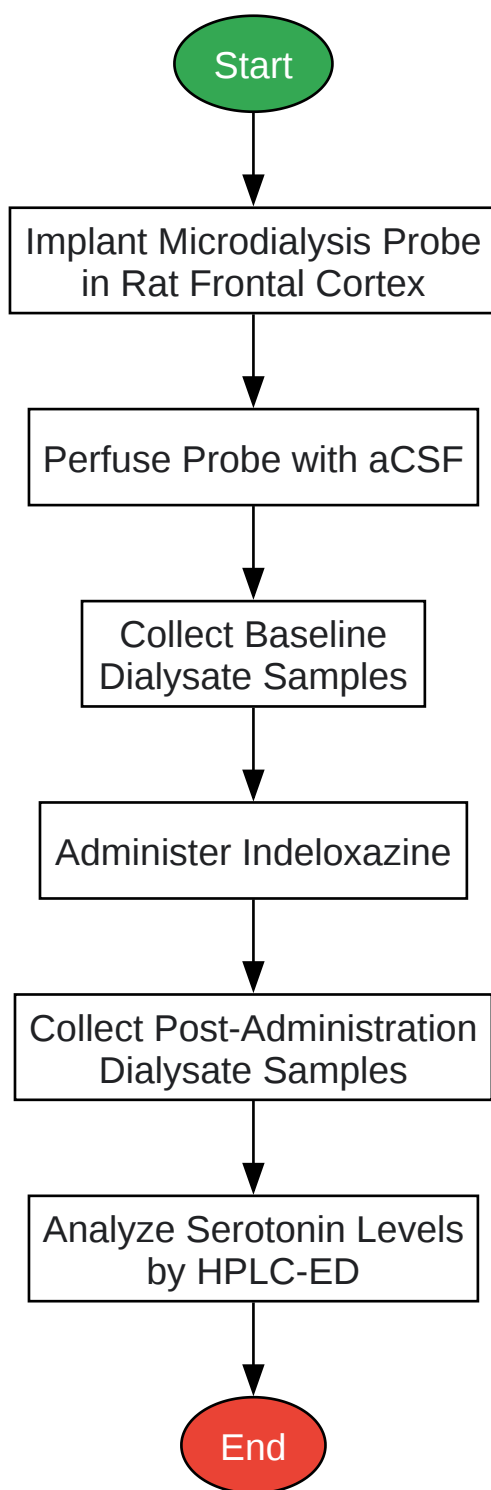 Start
Implant Microdialysis Probe
in Rat Frontal Cortex
Perfuse Probe with aCSF
Collect Baseline
Dialysate Samples
Administer Indeloxazine
Collect Post-Administration
Dialysate Samples
Analyze Serotonin Levels
by HPLC-ED
End